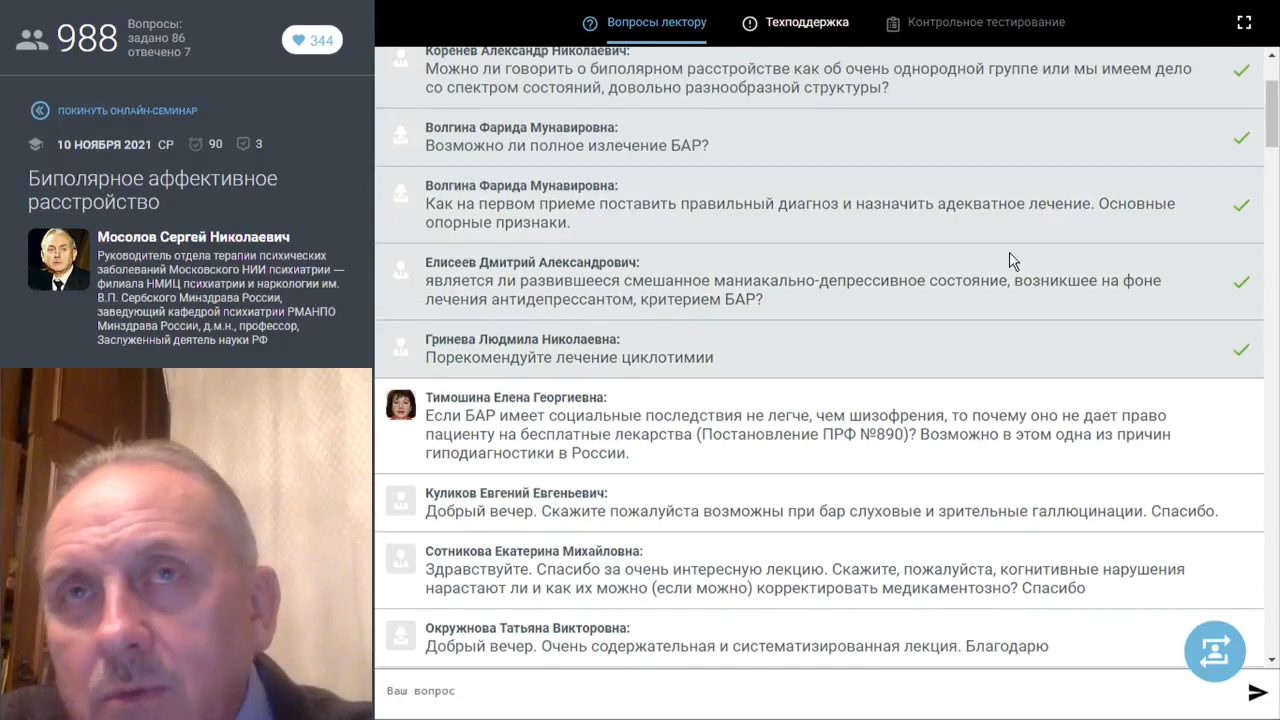 988
Вопросы:
задано 86
отвечено 7
344
ПОКИНУТЬ ОНЛАЙН-СЕМИНАР
10 НОЯБРЯ 2021 СР 90 3
Биполярное аффективное
расстройство
Мосолов Сергей Николаевич
Руководитель отдела терапии психических
заболеваний Московского НИИ психиатрии —
филиала НМИЦ психиатрии и наркологии им.
В.П. Сербского Минздрава России,
заведующий кафедрой психиатрии РМАНПО
Минздрава России, д.м.н., профессор,
Заслуженный деятель науки РФ
Вопросы лектору
Техподдержка
Контрольное тестирование
Коренев Александр Николаевич:
Можно ли говорить о биполярном расстройстве как об очень однородной группе или мы имеем дело
со спектром состояний, довольно разнообразной структуры?
Волгина Фарида Мунавировна:
Возможно ли полное излечение БАР?
Волгина Фарида Мунавировна:
Как на первом приеме поставить правильный диагноз и назначить адекватное лечение. Основные
опорные признаки.
Елисеев Дмитрий Александрович:
является ли развившееся смешанное маниакально-депрессивное состояние, возникшее на фоне
лечения антидепрессантом, критерием БАР?
Гринева Людмила Николаевна:
Порекомендуйте лечение циклотимии
Тимошина Елена Георгиевна:
Если БАР имеет социальные последствия не легче, чем шизофрения, то почему оно не дает право
пациенту на бесплатные лекарства (Постановление ПРФ №890)? Возможно в этом одна из причин
гиподиагностики в России.
Куликов Евгений Евгеньевич:
Добрый вечер. Скажите пожалуйста возможны при бар слуховые и зрительные галлюцинации. Спасибо.
Сотникова Екатерина Михайловна:
Здравствуйте. Спасибо за очень интересную лекцию. Скажите, пожалуйста, когнитивные нарушения
нарастают ли и как их можно (если можно) корректировать медикаментозно? Спасибо
Окружнова Татьяна Викторовна:
Добрый вечер. Очень содержательная и систематизированная лекция. Благодарю
Ваш вопрос